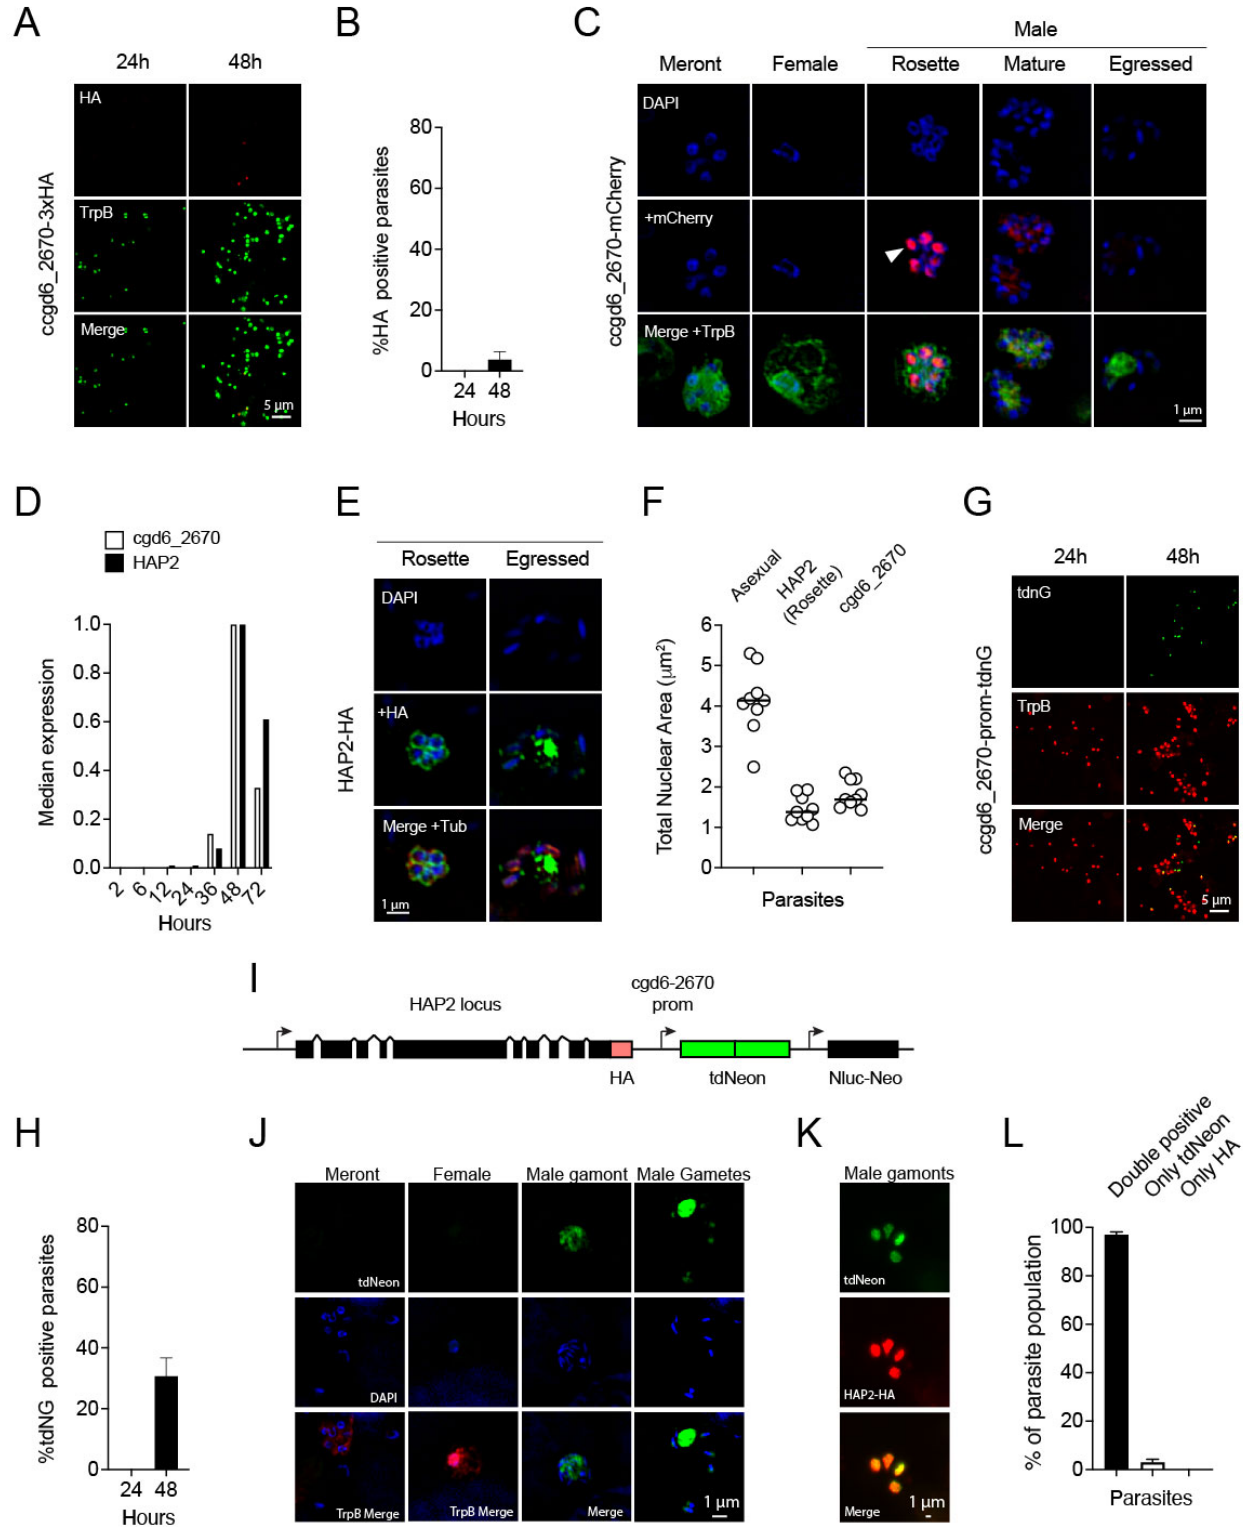 A
24h
48h
HA
TrpB
Merge
5 µm
ccgd6_2670-3xHA
B
80
60
40
20
0
%HA positive parasites
24 48
Hours
C
Male
Meront
Female
Rosette
Mature
Egressed
DAPI
+mCherry
Merge +TrpB
1 µm
ccgd6_2670-mCherry
D
cgd6_2670
HAP2
1.0
0.8
0.6
0.4
0.2
0.0
Median expression
2 6 12 24 36 48 72
Hours
E
Rosette
Egressed
DAPI
+HA
Merge +Tub
1 µm
HAP2-HA
F
Asexual
HAP2
(Rosette)
cgd6_2670
6
5
4
3
2
1
0
Total Nuclear Area (µm²)
Parasites
G
24h
48h
tdnG
TrpB
Merge
5 µm
ccgd6_2670-prom-tdnG
I
HAP2 locus
cgd6-2670
prom
HA
tdNeon
Nluc-Neo
H
80
60
40
20
0
%tdNG positive parasites
24 48
Hours
J
Meront
Female
Male gamont
Male Gametes
tdNeon
DAPI
TrpB Merge
TrpB Merge
Merge
1 µm
K
Male gamonts
tdNeon
HAP2-HA
Merge
1 µm
L
Double positive
Only tdNeon
Only HA
100
80
60
40
20
0
% of parasite population
Parasites